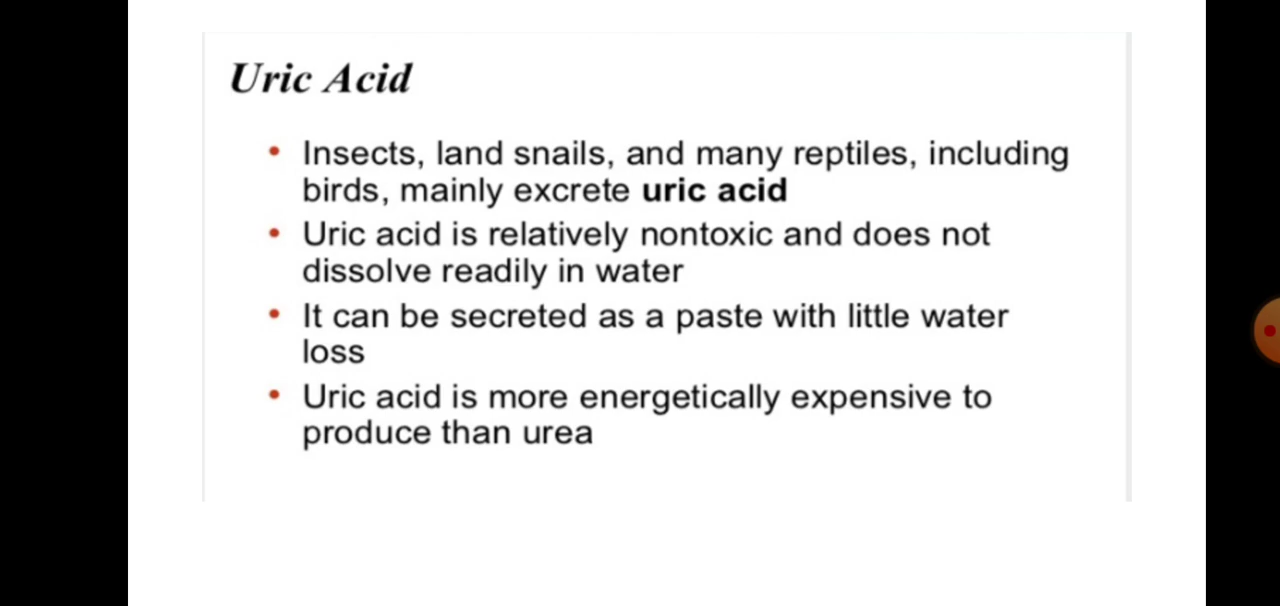 Uric Acid
• Insects, land snails, and many reptiles, including
birds, mainly excrete uric acid
• Uric acid is relatively nontoxic and does not
dissolve readily in water
• It can be secreted as a paste with little water
loss
• Uric acid is more energetically expensive to
produce than urea